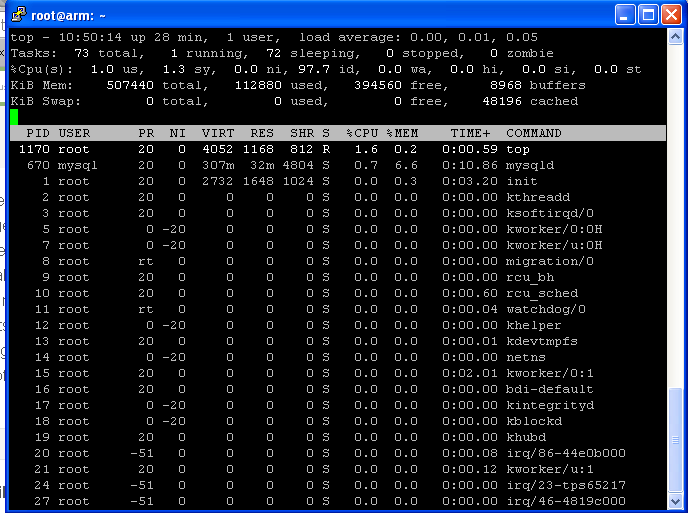 root@arm: ~
top - 10:50:14 up 28 min,  1 user,  load average: 0.00, 0.01, 0.05
Tasks:  73 total,   1 running,  72 sleeping,   0 stopped,   0 zombie
%Cpu(s):  1.0 us,  1.3 sy,  0.0 ni, 97.7 id,  0.0 wa,  0.0 hi,  0.0 si,  0.0 st
KiB Mem:    507440 total,   112880 used,   394560 free,     8968 buffers
KiB Swap:        0 total,        0 used,        0 free,    48196 cached
PID USER      PR  NI  VIRT  RES  SHR S  %CPU %MEM    TIME+  COMMAND
1170 root      20   0  4052 1168  812 R   1.6  0.2   0:00.59 top
670 mysql     20   0  307m  32m 4804 S   0.7  6.6   0:10.86 mysqld
1 root      20   0  2732 1648 1024 S   0.0  0.3   0:03.20 init
2 root      20   0     0    0    0 S   0.0  0.0   0:00.00 kthreadd
3 root      20   0     0    0    0 S   0.0  0.0   0:00.00 ksoftirqd/0
5 root       0 -20     0    0    0 S   0.0  0.0   0:00.00 kworker/0:0H
7 root       0 -20     0    0    0 S   0.0  0.0   0:00.00 kworker/u:0H
8 root      rt   0     0    0    0 S   0.0  0.0   0:00.00 migration/0
9 root      20   0     0    0    0 S   0.0  0.0   0:00.00 rcu_bh
10 root      20   0     0    0    0 S   0.0  0.0   0:00.60 rcu_sched
11 root      rt   0     0    0    0 S   0.0  0.0   0:00.04 watchdog/0
12 root       0 -20     0    0    0 S   0.0  0.0   0:00.00 khelper
13 root      20   0     0    0    0 S   0.0  0.0   0:00.01 kdevtmpfs
14 root       0 -20     0    0    0 S   0.0  0.0   0:00.00 netns
15 root      20   0     0    0    0 S   0.0  0.0   0:02.01 kworker/0:1
16 root      20   0     0    0    0 S   0.0  0.0   0:00.00 bdi-default
17 root       0 -20     0    0    0 S   0.0  0.0   0:00.00 kintegrityd
18 root       0 -20     0    0    0 S   0.0  0.0   0:00.00 kblockd
19 root      20   0     0    0    0 S   0.0  0.0   0:00.00 khubd
20 root     -51   0     0    0    0 S   0.0  0.0   0:00.08 irq/86-44e0b000
21 root      20   0     0    0    0 S   0.0  0.0   0:00.12 kworker/u:1
24 root     -51   0     0    0    0 S   0.0  0.0   0:00.00 irq/23-tps65217
27 root     -51   0     0    0    0 S   0.0  0.0   0:00.00 irq/46-4819c000